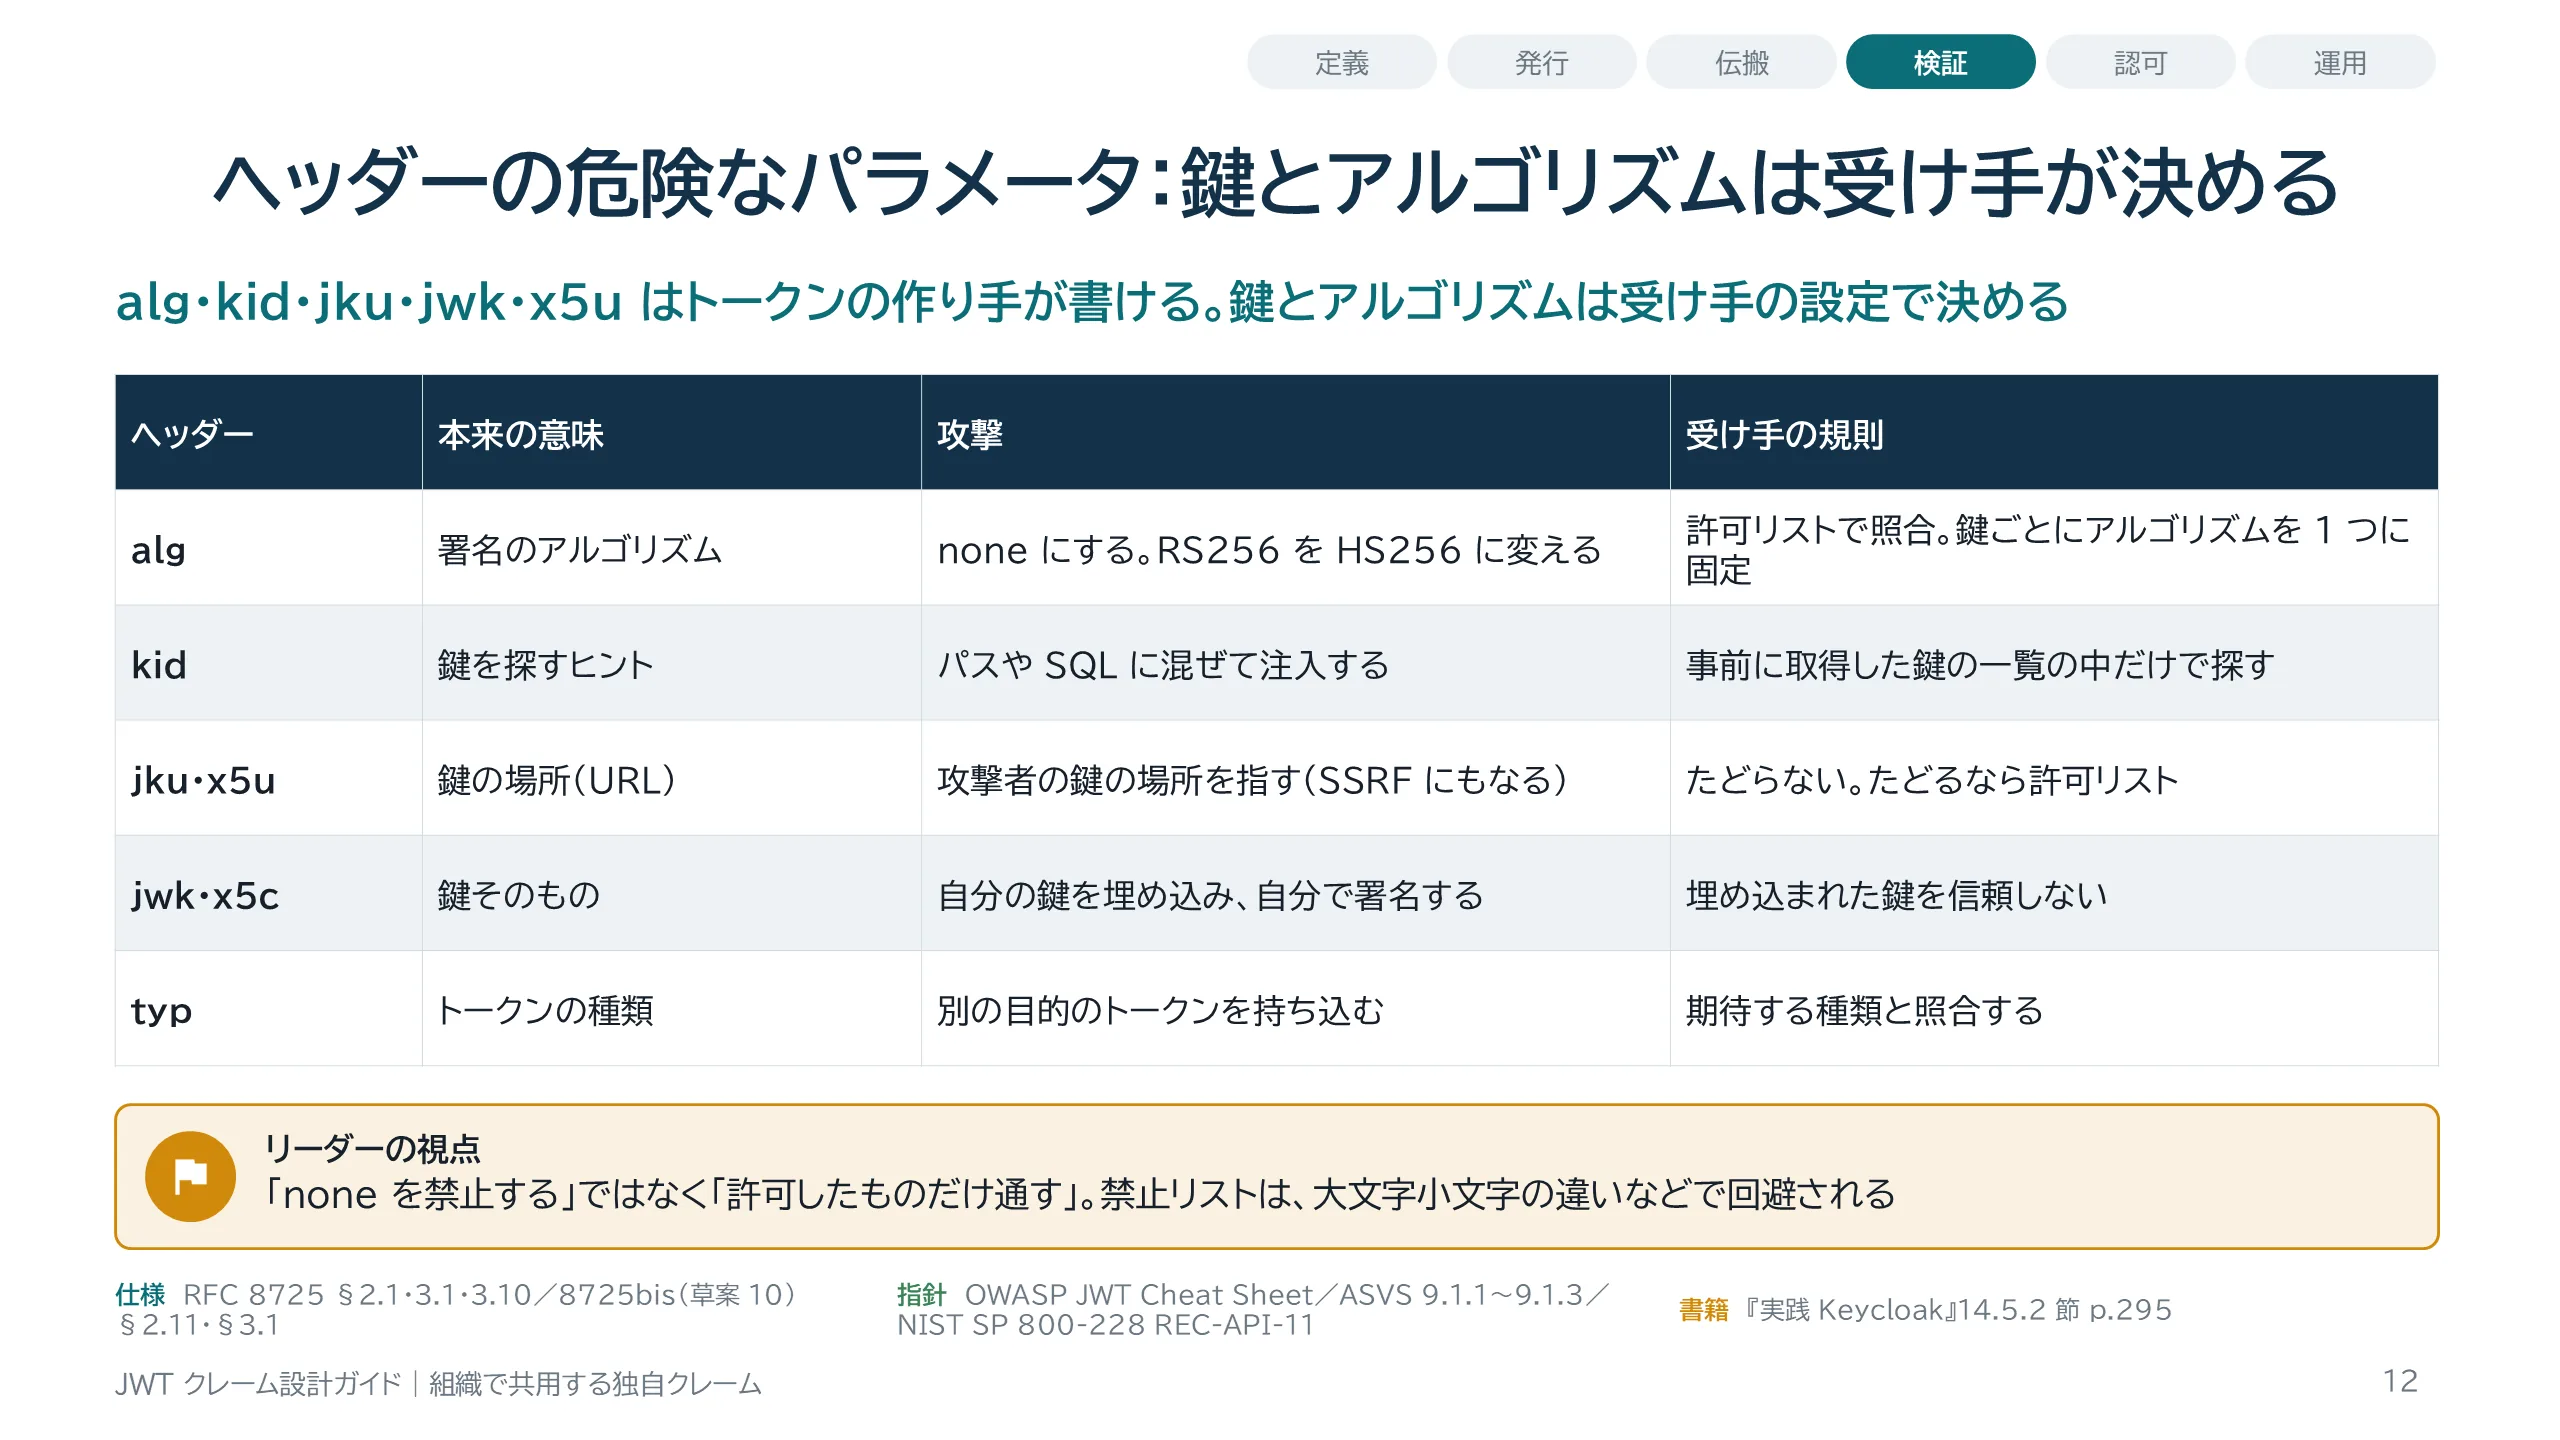 定義
発行
伝搬
検証
認可
運用
ヘッダーの危険なパラメータ：鍵とアルゴリズムは受け手が決める
alg・kid・jku・jwk・x5u はトークンの作り手が書ける。鍵とアルゴリズムは受け手の設定で決める
ヘッダー
本来の意味
攻撃
受け手の規則
alg
署名のアルゴリズム
none にする。RS256 を HS256 に変える
許可リストで照合。鍵ごとにアルゴリズムを 1 つに
固定
kid
鍵を探すヒント
パスや SQL に混ぜて注入する
事前に取得した鍵の一覧の中だけで探す
jku・x5u
鍵の場所（URL）
攻撃者の鍵の場所を指す（SSRF にもなる）
たどらない。たどるなら許可リスト
jwk・x5c
鍵そのもの
自分の鍵を埋め込み、自分で署名する
埋め込まれた鍵を信頼しない
typ
トークンの種類
別の目的のトークンを持ち込む
期待する種類と照合する
リーダーの視点
「none を禁止する」ではなく「許可したものだけ通す」。禁止リストは、大文字小文字の違いなどで回避される
仕様 RFC 8725 §2.1・3.1・3.10／8725bis（草案 10）
§2.11・§3.1
指針 OWASP JWT Cheat Sheet／ASVS 9.1.1～9.1.3／
NIST SP 800-228 REC-API-11
書籍 『実践 Keycloak』14.5.2 節 p.295
JWT クレーム設計ガイド｜組織で共用する独自クレーム
12